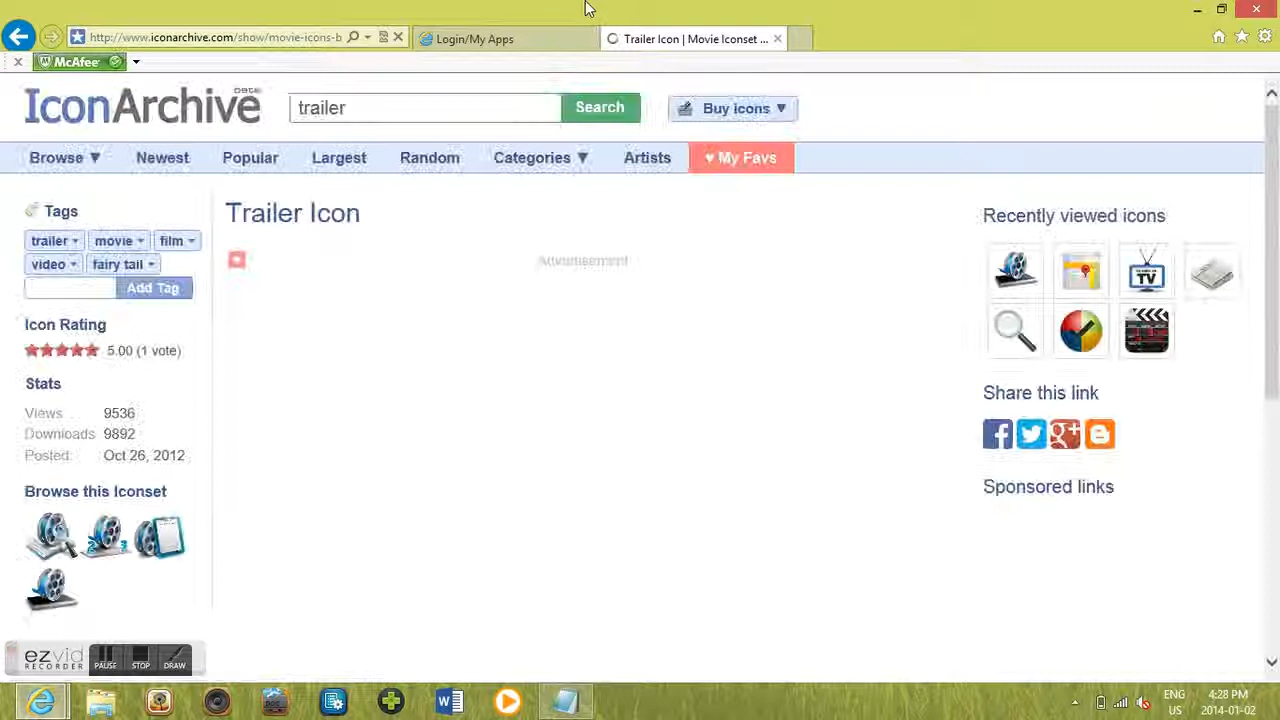 http://www.iconarchive.com/show/movie-icons-b
Login/My Apps
Trailer Icon | Movie Iconset ...
McAfee
IconArchive beta
trailer
Search
Buy Icons ▼
Browse ▼
Newest
Popular
Largest
Random
Categories ▼
Artists
♥ My Favs
Tags
trailer
movie
film
video
fairy tail
Add Tag
Icon Rating
5.00 (1 vote)
Stats
Views 9536
Downloads 9892
Posted: Oct 26, 2012
Browse this Iconset
Trailer Icon
Advertisement
Recently viewed icons
TV
Share this link
Sponsored links
ezvid
RECORDER
PAUSE
STOP
DRAW
ENG
US
4:28 PM
2014-01-02